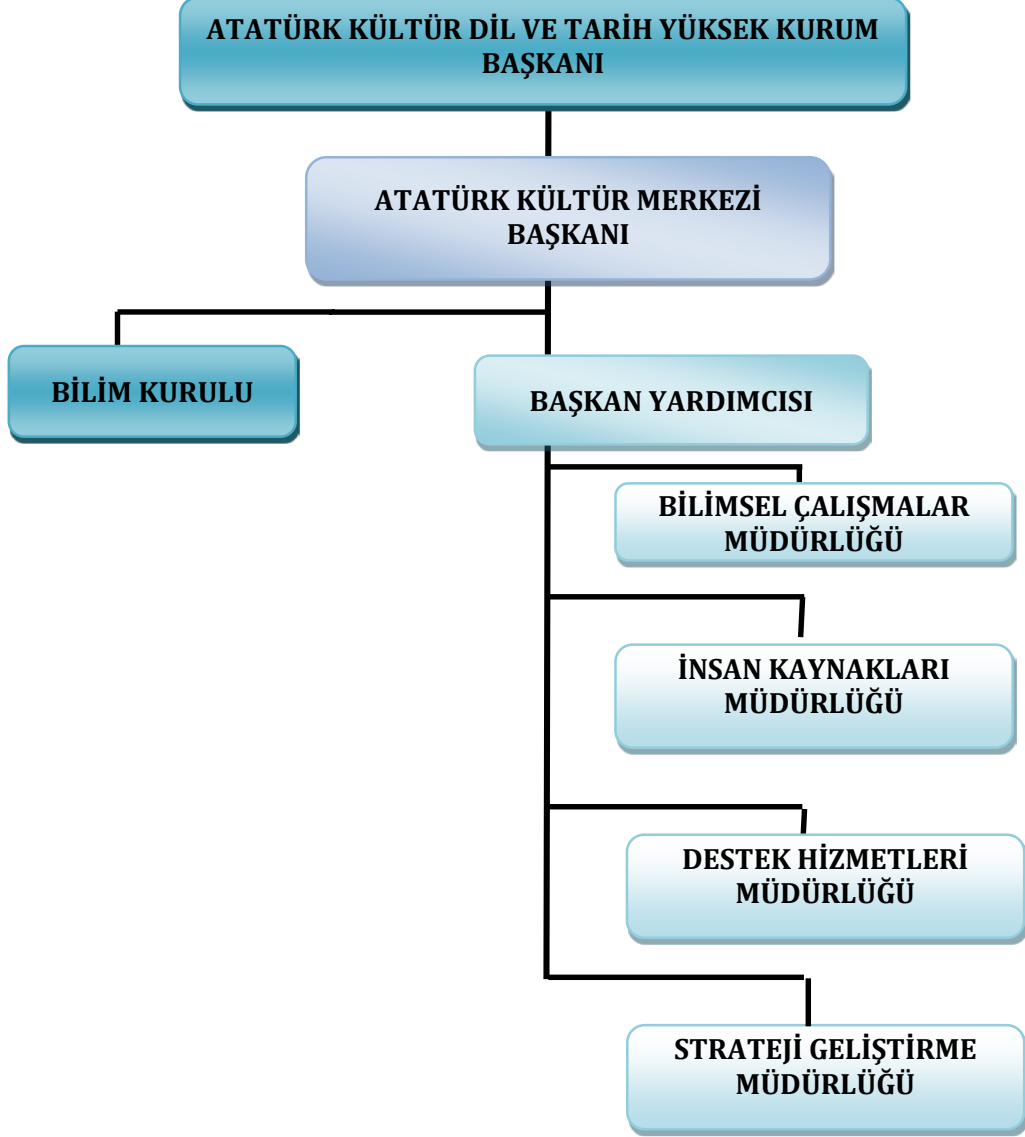 ATATÜRK KÜLTÜR DİL VE TARİH YÜKSEK KURUM
BAŞKANI
ATATÜRK KÜLTÜR MERKEZİ
BAŞKANI
BİLİM KURULU
BAŞKAN YARDIMCISI
BİLİMSEL ÇALIŞMALAR
MÜDÜRLÜĞÜ
İNSAN KAYNAKLARI
MÜDÜRLÜĞÜ
DESTEK HİZMETLERİ
MÜDÜRLÜĞÜ
STRATEJİ GELİŞTİRME
MÜDÜRLÜĞÜ